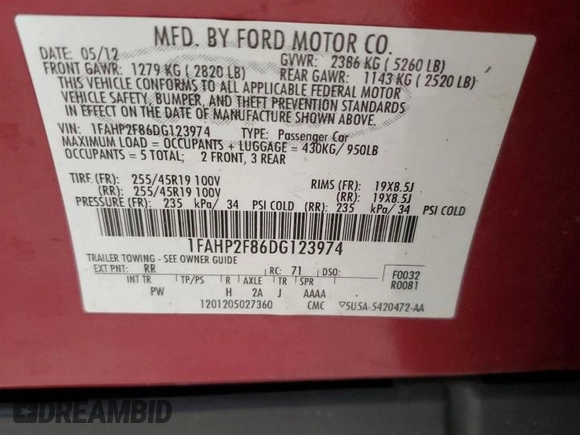 MFD. BY FORD MOTOR CO.
DATE: 05/12 GVWR: 2386 KG ( 5260 LB)
FRONT GAWR: 1279 KG ( 2820 LB) REAR GAWR: 1143 KG ( 2520 LB)
THIS VEHICLE CONFORMS TO ALL APPLICABLE FEDERAL MOTOR
VEHICLE SAFETY, BUMPER, AND THEFT PREVENTION STANDARDS
IN EFFECT ON THE DATE OF MANUFACTURE SHOWN ABOVE.
VIN: 1FAHP2F86DG123974 TYPE: Passenger Car
MAXIMUM LOAD = OCCUPANTS + LUGGAGE = 430KG/ 950LB
OCCUPANTS = 5 TOTAL; 2 FRONT, 3 REAR
TIRE(FR): 255/45R19 100V RIMS (FR): 19X8.5J
(RR): 255/45R19 100V (RR): 19X8.5J
PRESSURE(FR): 235 kPa/ 34 PSI COLD (RR): 235 kPa/ 34 PSI COLD
1FAHP2F86DG123974
TRAILER TOWING - SEE OWNER GUIDE
EXT PNT: RR RC: 71 DSO: F0032
INT TR TP/PS R AXLE TR SPR R0081
PW H 2A J AAAA
1201205027360 CMC 5U5A-5420472-AA
DREAMBID